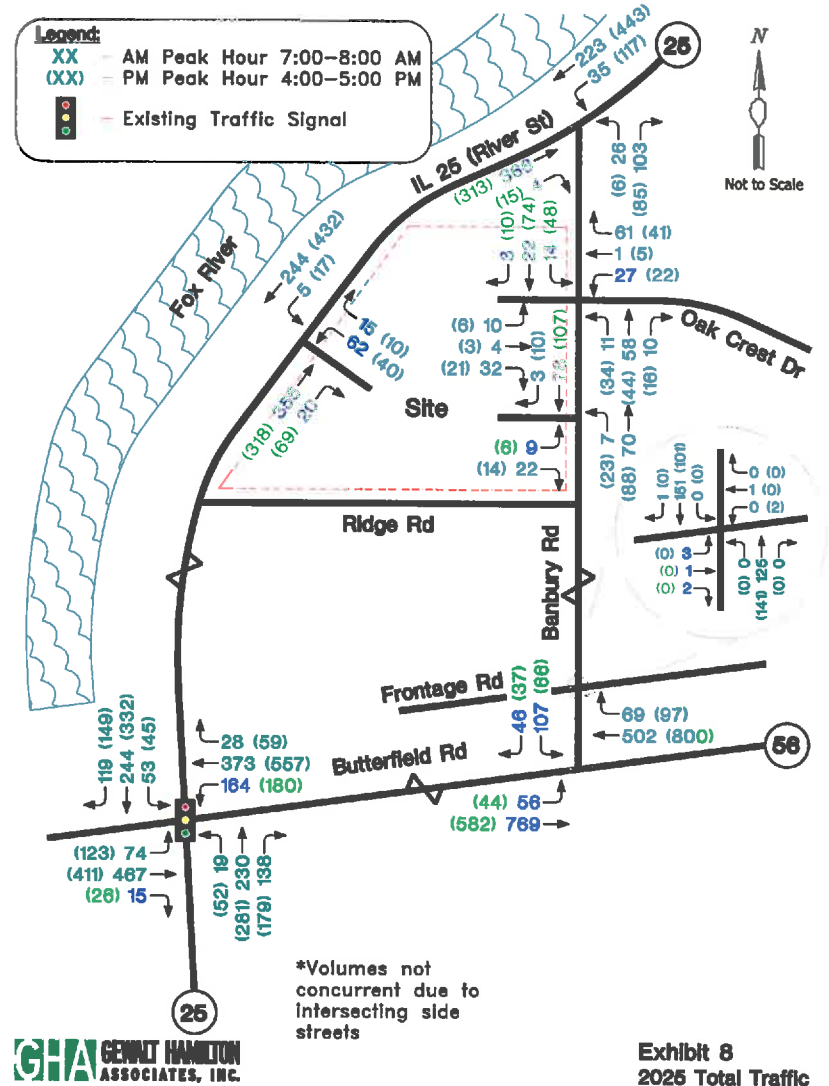 Legend:
XX - AM Peak Hour 7:00-8:00 AM
(XX) - PM Peak Hour 4:00-5:00 PM
- Existing Traffic Signal
223 (443)
35 (117)
25
N
Not to Scale
IL 25 (River St)
(313)
(6) 26
(85) 103
Fox River
244 (432)
5 (17)
(10)
22 (74)
14 (48)
(15)
61 (41)
1 (5)
27 (22)
15 (10)
62 (40)
(6) 10
(3) 4
(21) 32
3 (10)
(107)
(34) 11
(44) 58
(16) 10
Oak Crest Dr
Site
(318)
(69) 20
(6) 9
(14) 22
(23) 7
(88) 70
1 (0)
151 (101)
0 (0)
0 (0)
1 (0)
0 (2)
(0) 3
(0) 1
(0) 2
(0) 0
(141) 125
(0) 0
Ridge Rd
Banbury Rd
Frontage Rd
46 (37)
107 (66)
69 (97)
502 (800)
56
119 (149)
244 (332)
53 (45)
28 (59)
373 (557)
164 (180)
Butterfield Rd
(44) 56
(582) 769
(123) 74
(411) 467
(26) 15
(52) 19
(281) 230
(179) 138
25
*Volumes not
concurrent due to
intersecting side
streets
GHA GEWALT HAMILTON
ASSOCIATES, INC.
Exhibit 8
2025 Total Traffic